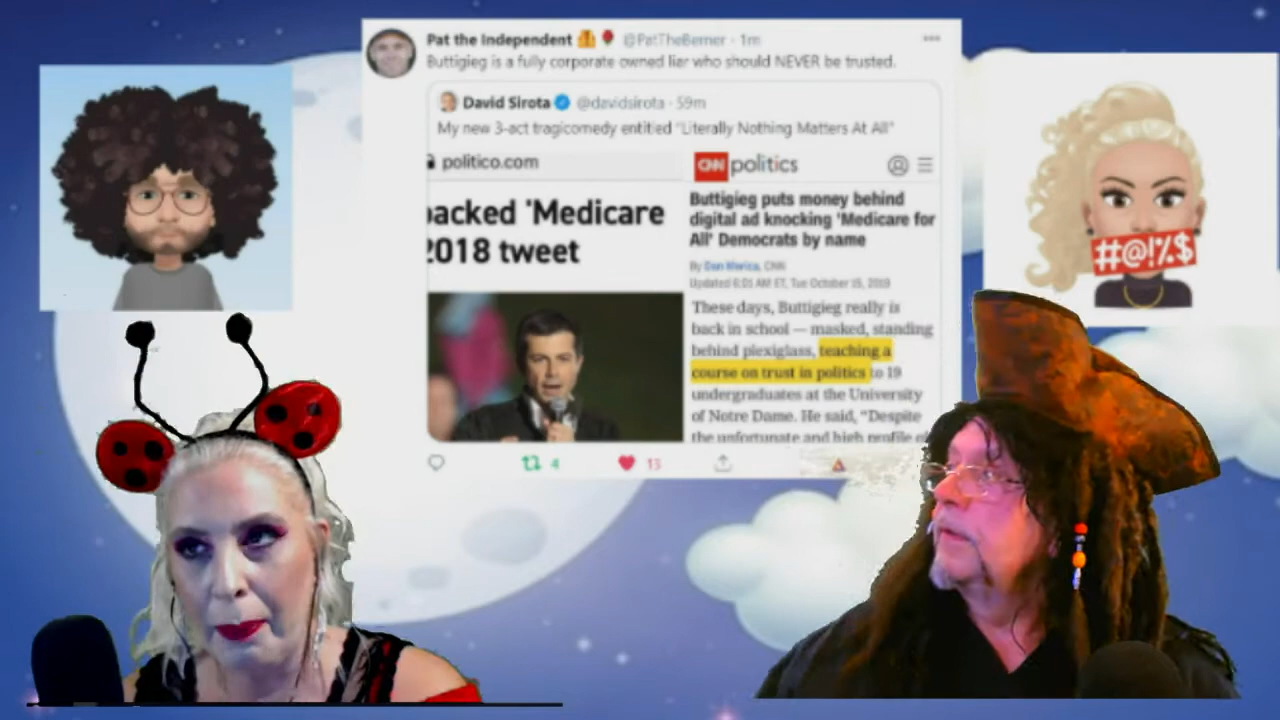 Pat the Independent @PatTheBerner · 1m
Buttigieg is a fully corporate owned liar who should NEVER be trusted.
David Sirota @davidsirota · 59m
My new 3-act tragicomedy entitled "Literally Nothing Matters At All"
politico.com
backed 'Medicare
2018 tweet
CNN politics
Buttigieg puts money behind
digital ad knocking 'Medicare for
All' Democrats by name
By Dan Merica, CNN
Updated 6:01 AM ET, Tue October 15, 2019
These days, Buttigieg really is
back in school — masked, standing
behind plexiglass, teaching a
course on trust in politics to 19
undergraduates at the University
of Notre Dame. He said, "Despite
the unfortunate and high profile of
4
13
#@!%$